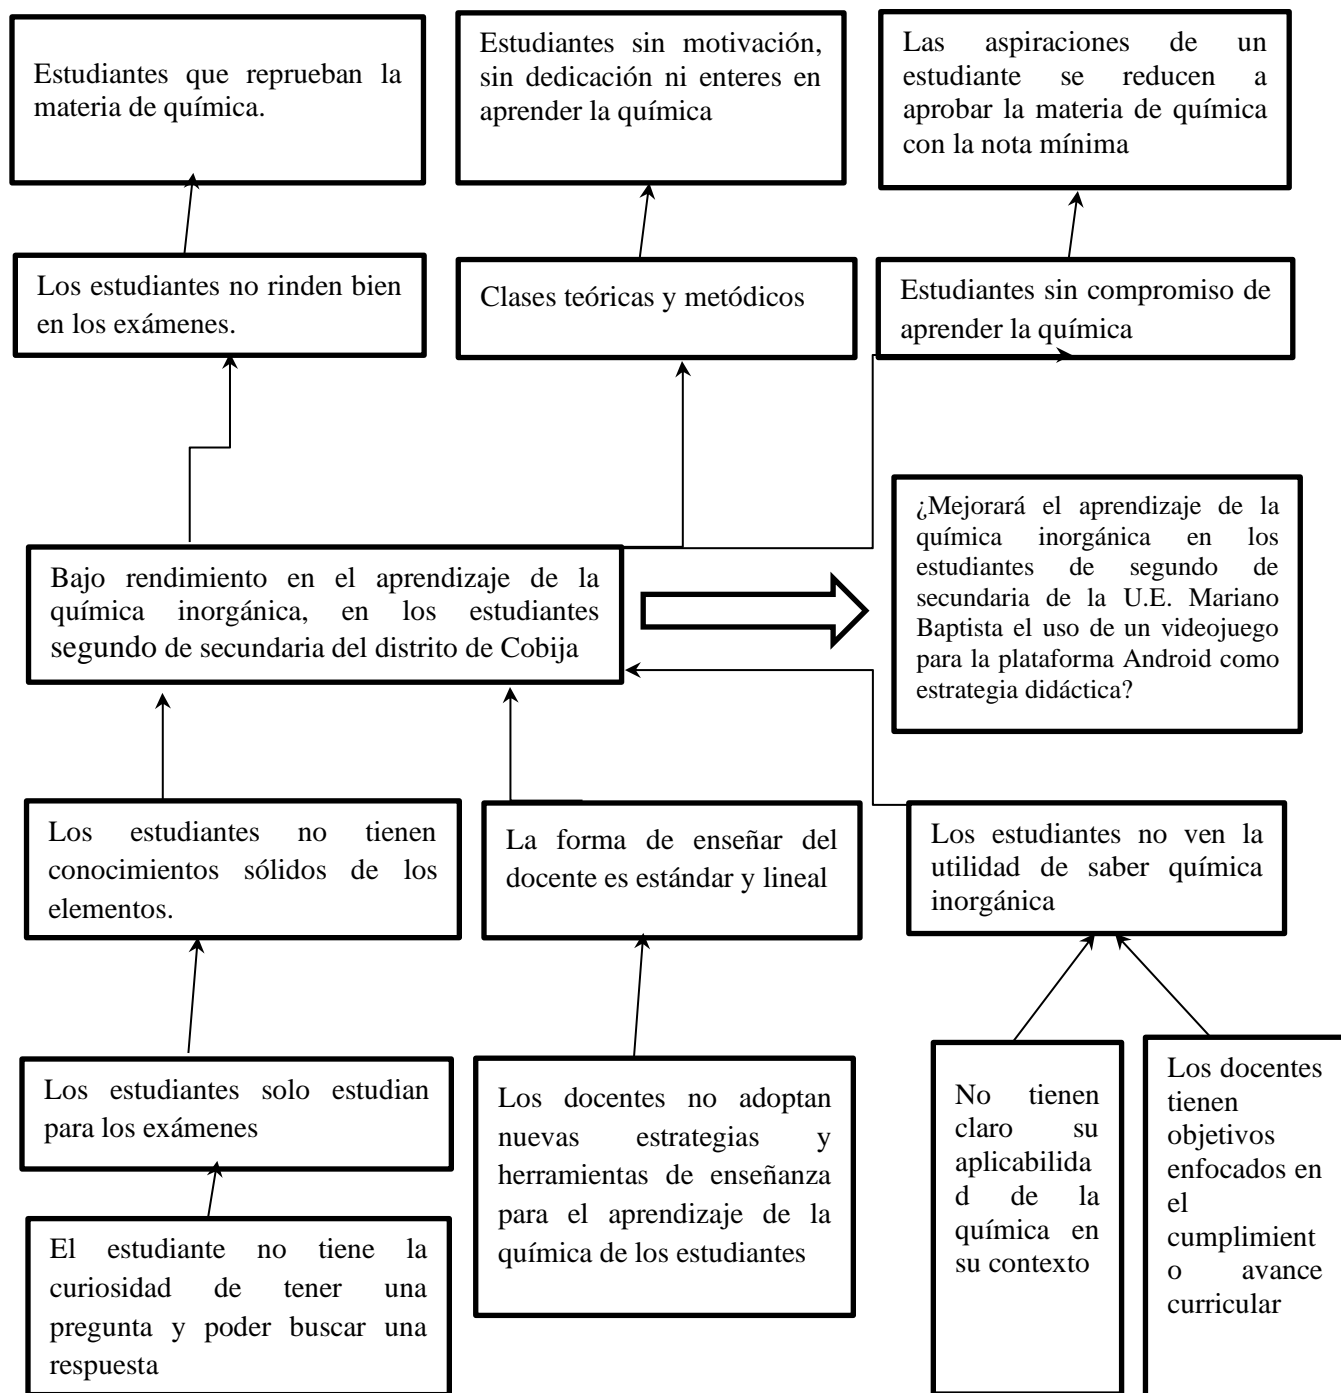 Estudiantes que reprueban la
materia de química.
Estudiantes sin motivación,
sin dedicación ni enteres en
aprender la química
Las aspiraciones de un
estudiante se reducen a
aprobar la materia de química
con la nota mínima
Los estudiantes no rinden bien
en los exámenes.
Clases teóricas y metódicos
Estudiantes sin compromiso de
aprender la química
Bajo rendimiento en el aprendizaje de la
química inorgánica, en los estudiantes
segundo de secundaria del distrito de Cobija
¿Mejorará el aprendizaje de la
química inorgánica en los
estudiantes de segundo de
secundaria de la U.E. Mariano
Baptista el uso de un videojuego
para la plataforma Android como
estrategia didáctica?
Los estudiantes no tienen
conocimientos sólidos de los
elementos.
La forma de enseñar del
docente es estándar y lineal
Los estudiantes no ven la
utilidad de saber química
inorgánica
Los estudiantes solo estudian
para los exámenes
Los docentes no adoptan
nuevas estrategias y
herramientas de enseñanza
para el aprendizaje de la
química de los estudiantes
No tienen
claro su
aplicabilida
d de la
química en
su contexto
Los docentes
tienen
objetivos
enfocados en
el
cumplimient
o avance
curricular
El estudiante no tiene la
curiosidad de tener una
pregunta y poder buscar una
respuesta